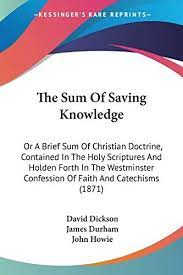 KESSINGER'S RARE REPRINTS
The Sum Of Saving
Knowledge
Or A Brief Sum Of Christian Doctrine,
Contained In The Holy Scriptures And
Holden Forth In The Westminster
Confession Of Faith And Catechisms
(1871)
David Dickson
James Durham
John Howie